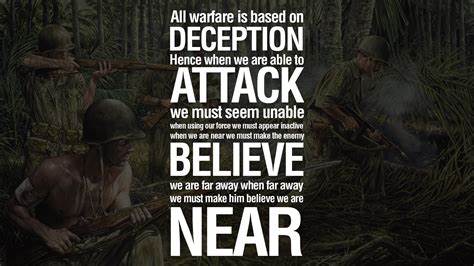 All warfare is based on
DECEPTION
Hence when we are able to
ATTACK
we must seem unable
when using our force we must appear inactive
when we are near we must make the enemy
BELIEVE
we are far away when far away
we must make him believe we are
NEAR